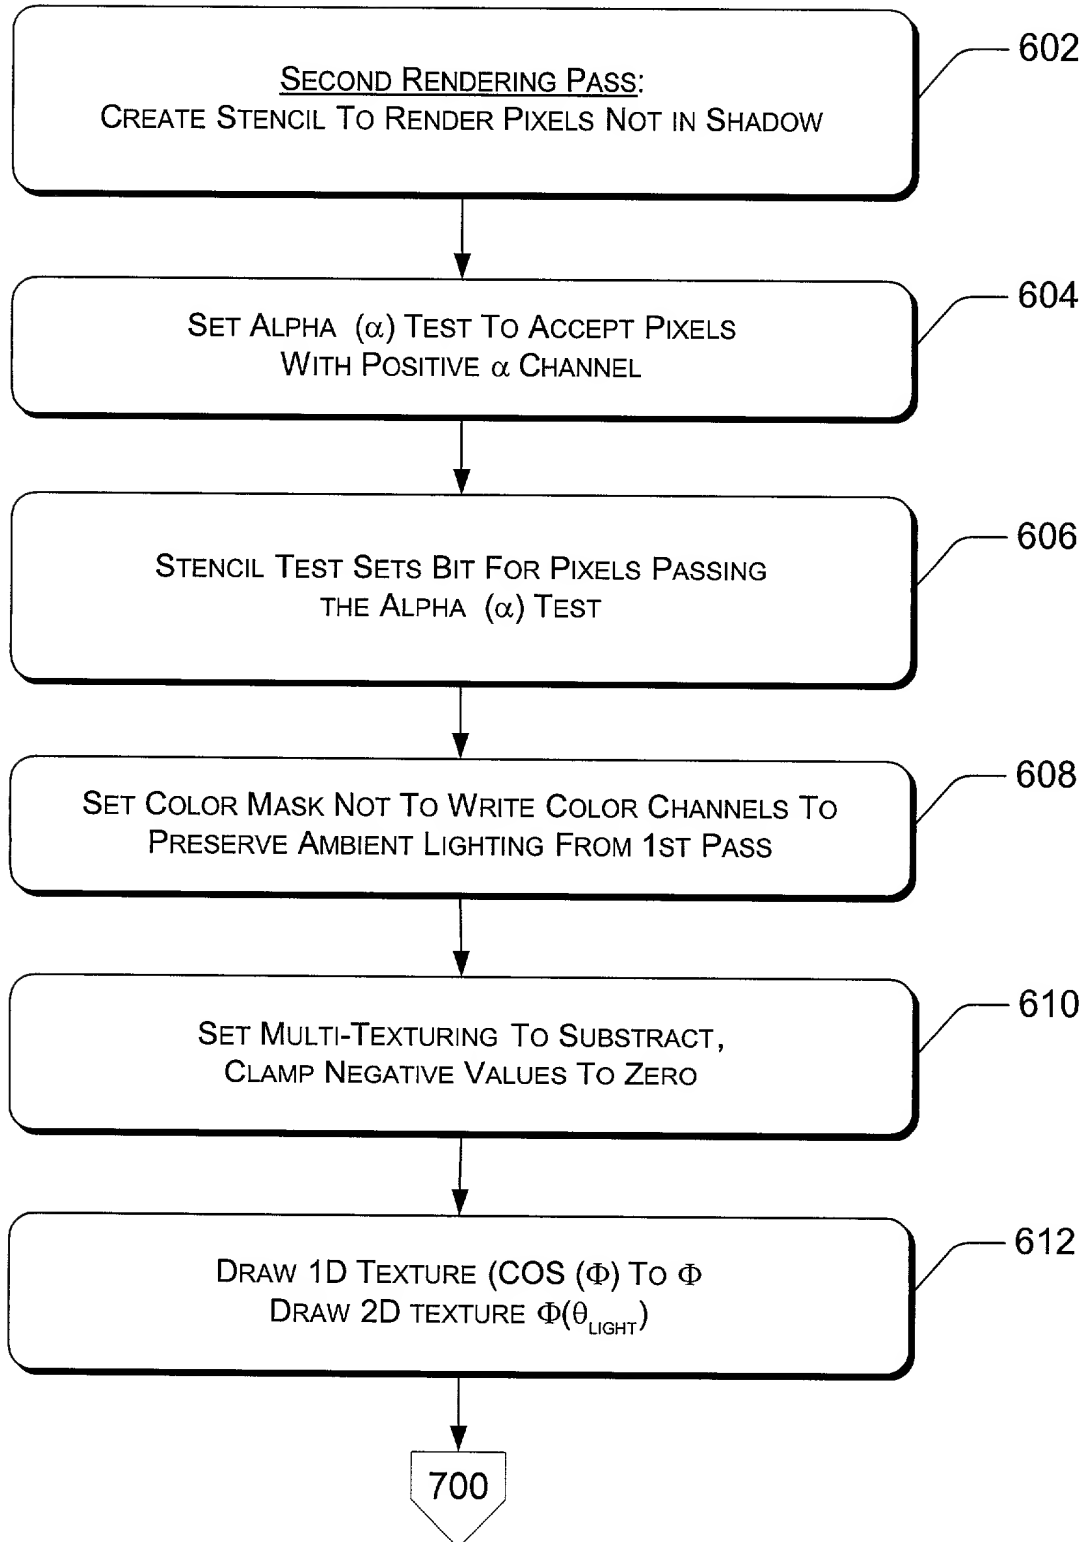 SECOND RENDERING PASS:
CREATE STENCIL TO RENDER PIXELS NOT IN SHADOW
602
SET ALPHA (α) TEST TO ACCEPT PIXELS
WITH POSITIVE α CHANNEL
604
STENCIL TEST SETS BIT FOR PIXELS PASSING
THE ALPHA (α) TEST
606
SET COLOR MASK NOT TO WRITE COLOR CHANNELS TO
PRESERVE AMBIENT LIGHTING FROM 1ST PASS
608
SET MULTI-TEXTURING TO SUBSTRACT,
CLAMP NEGATIVE VALUES TO ZERO
610
DRAW 1D TEXTURE (COS (Φ) TO Φ
DRAW 2D TEXTURE Φ(θLIGHT)
612
700